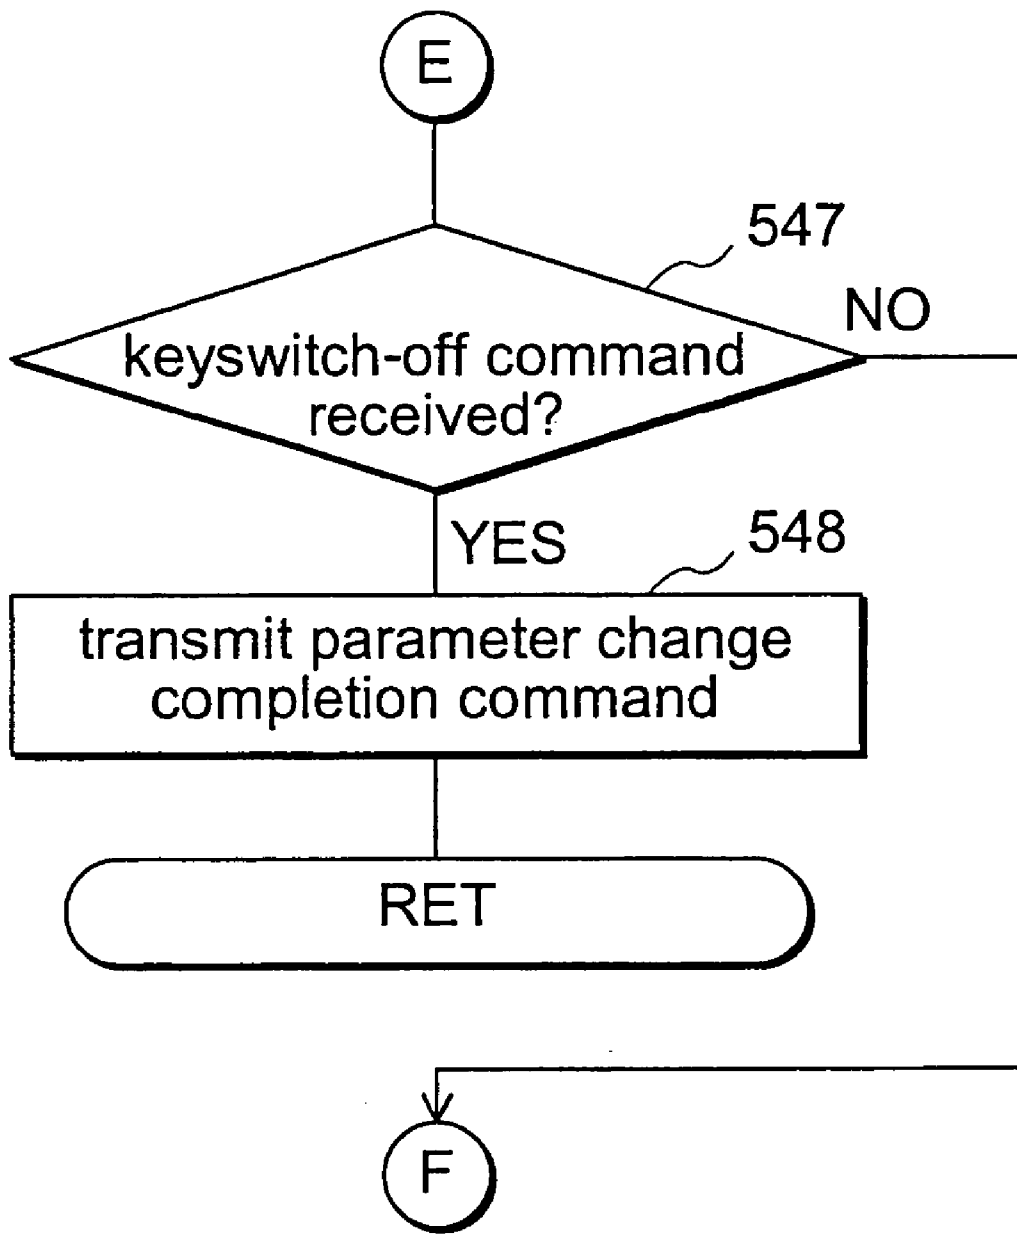 E
547
NO
keyswitch-off command
received?
YES
548
transmit parameter change
completion command
RET
F